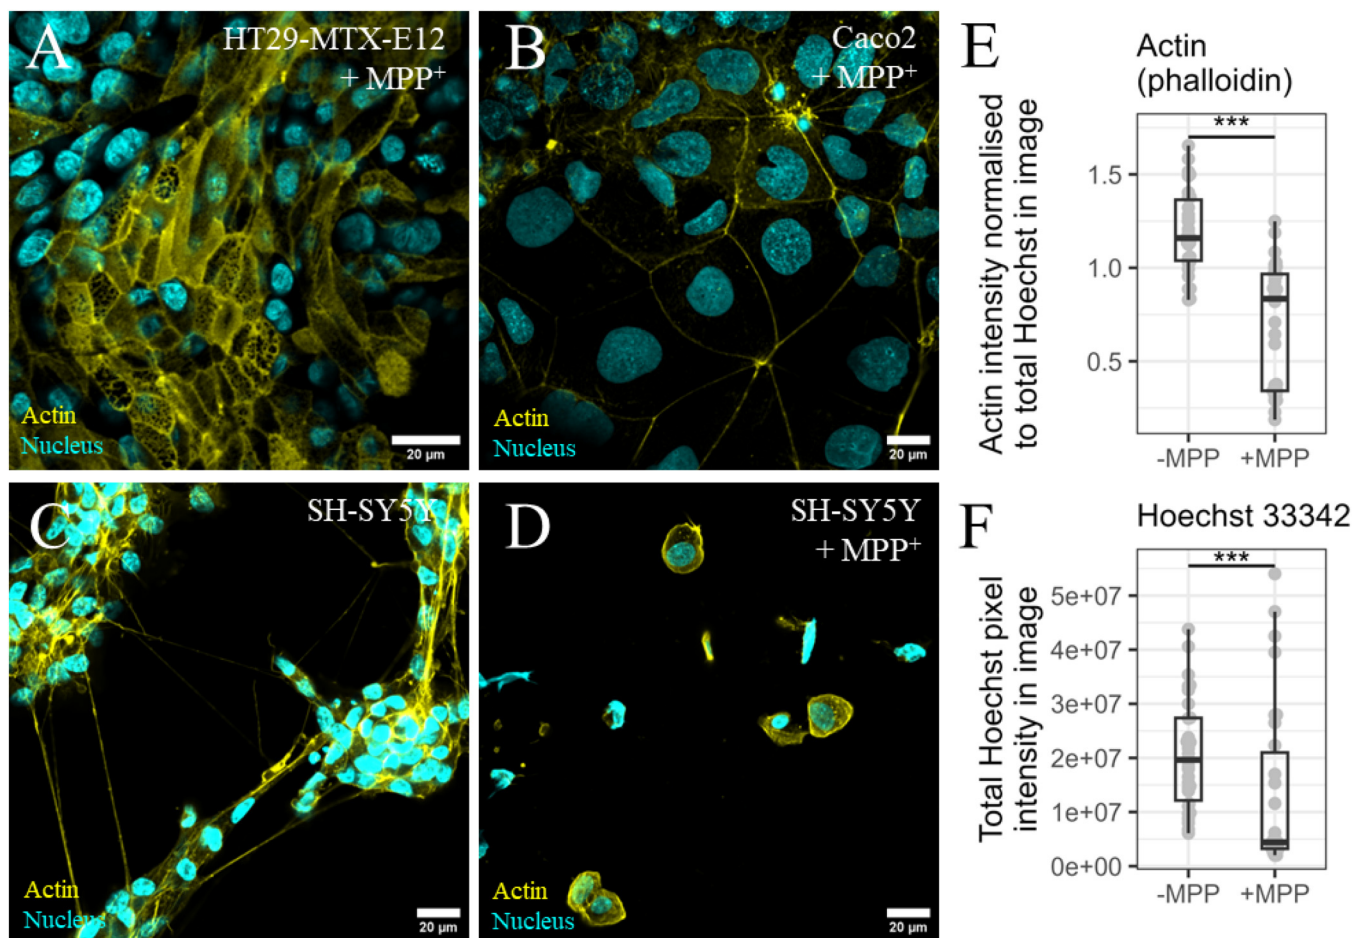 A
HT29-MTX-E12
+ MPP⁺
Actin
Nucleus
20 µm
B
Caco2
+ MPP⁺
Actin
Nucleus
20 µm
C
SH-SY5Y
Actin
Nucleus
20 µm
D
SH-SY5Y
+ MPP⁺
Actin
Nucleus
20 µm
E
Actin
(phalloidin)
Actin intensity normalised
to total Hoechst in image
***
1.5
1.0
0.5
-MPP +MPP
F
Hoechst 33342
Total Hoechst pixel
intensity in image
***
5e+07
4e+07
3e+07
2e+07
1e+07
0e+00
-MPP +MPP